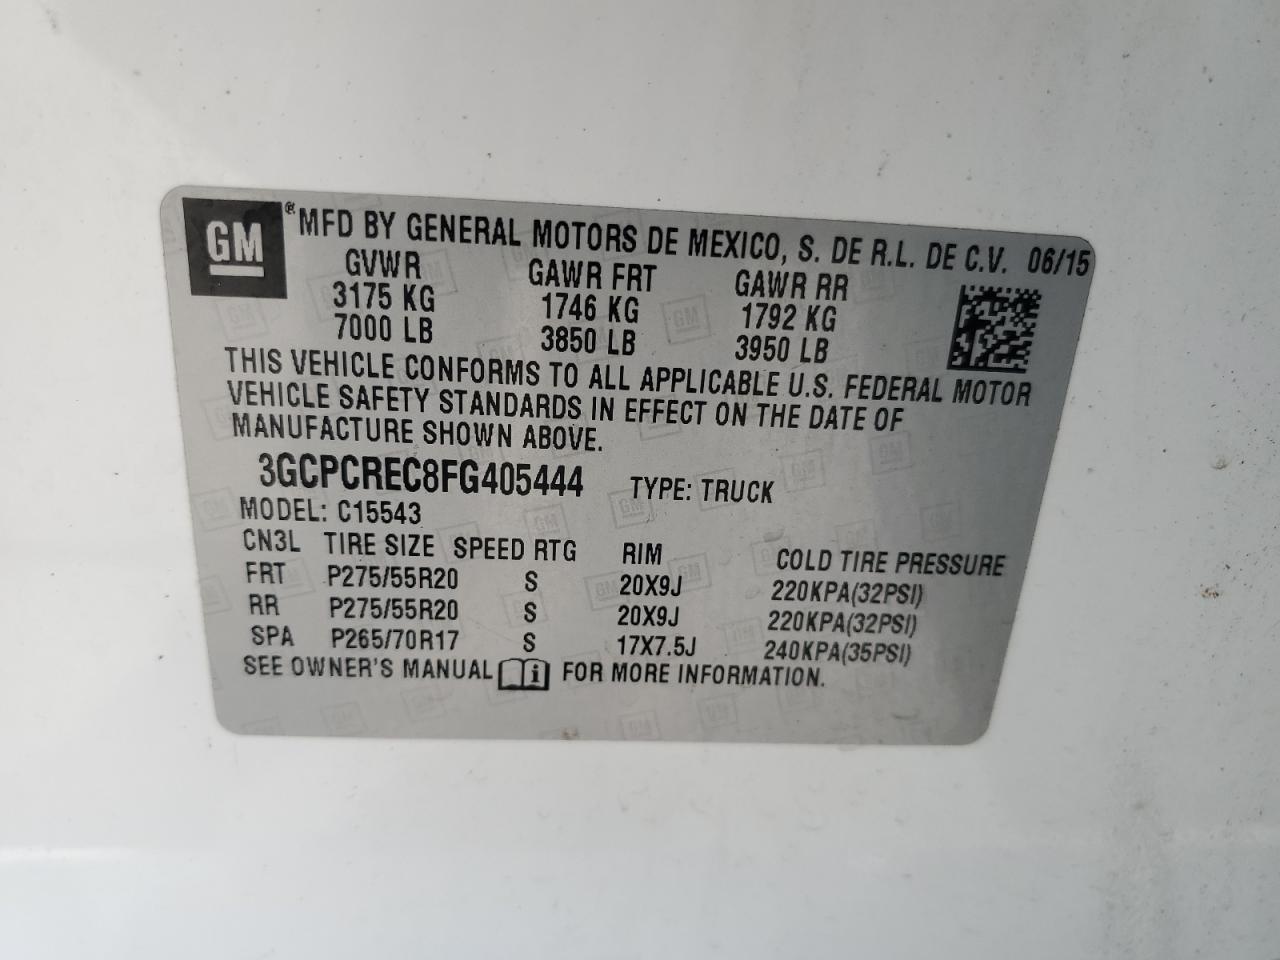 GM ® MFD BY GENERAL MOTORS DE MEXICO, S. DE R.L. DE C.V. 06/15
GVWR GAWR FRT GAWR RR
3175 KG 1746 KG 1792 KG
7000 LB 3850 LB 3950 LB
THIS VEHICLE CONFORMS TO ALL APPLICABLE U.S. FEDERAL MOTOR
VEHICLE SAFETY STANDARDS IN EFFECT ON THE DATE OF
MANUFACTURE SHOWN ABOVE.
3GCPCREC8FG405444 TYPE: TRUCK
MODEL: C15543
CN3L TIRE SIZE SPEED RTG RIM COLD TIRE PRESSURE
FRT P275/55R20 S 20X9J 220KPA(32PSI)
RR P275/55R20 S 20X9J 220KPA(32PSI)
SPA P265/70R17 S 17X7.5J 240KPA(35PSI)
SEE OWNER'S MANUAL i FOR MORE INFORMATION.